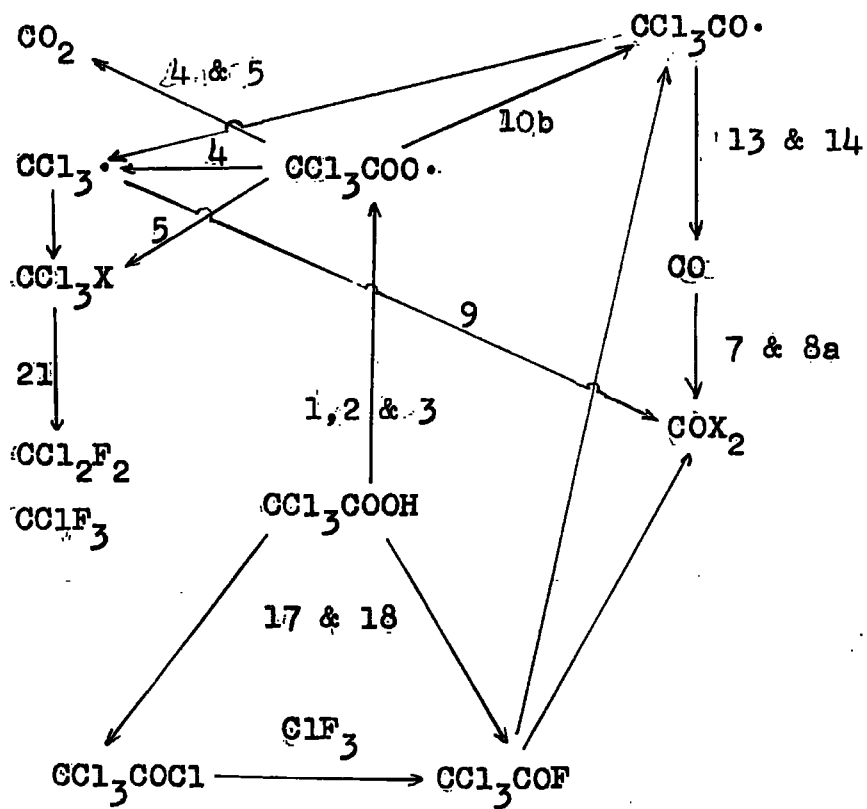 CCl3CO·
CO2
4 & 5
10b
13 & 14
CCl3·
4
CCl3COO·
5
CO
CCl3X
9
7 & 8a
21
1,2 & 3
COX2
CCl2F2
CCl3COOH
CClF3
17 & 18
ClF3
CCl3COCl
CCl3COF